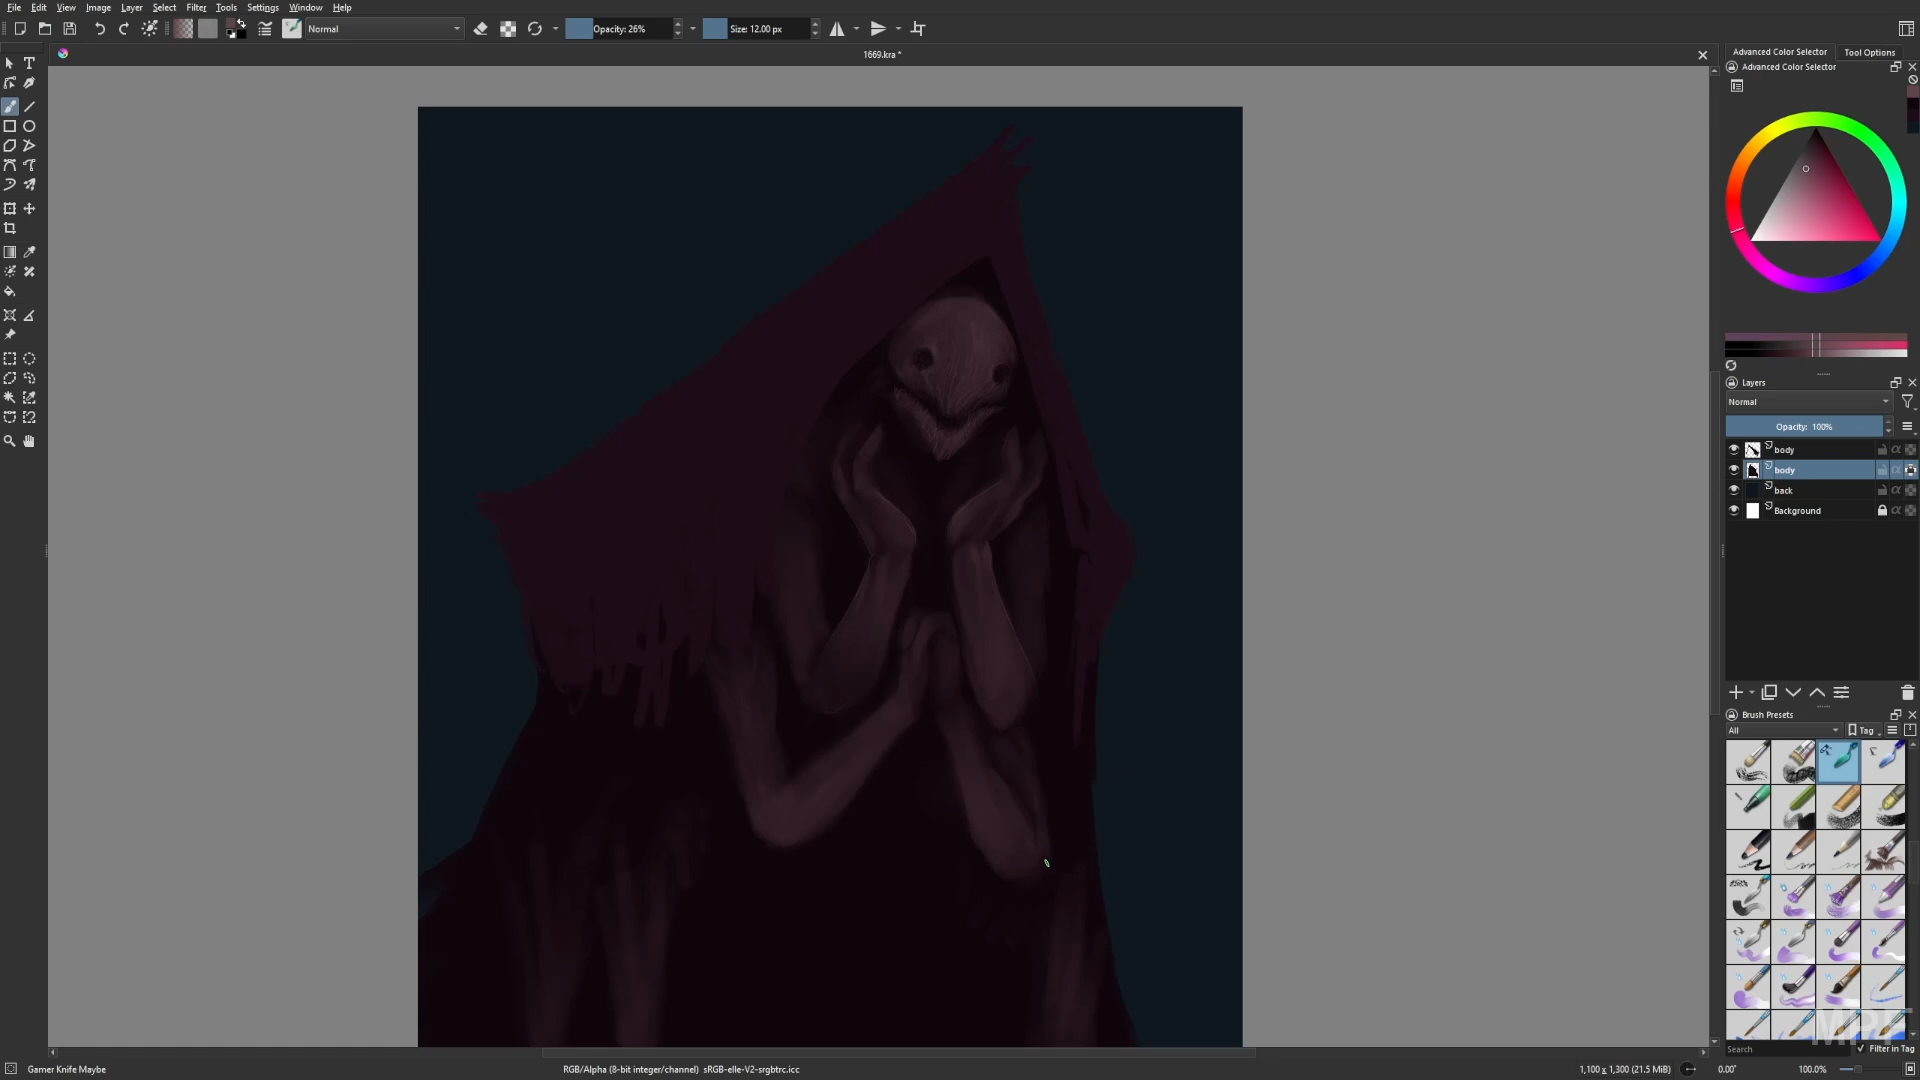 File Edit View Image Layer Select Filter Tools Settings Window Help
Normal Opacity: 26% Size: 12.00 px
1669.kra *
Advanced Color Selector Tool Options
Advanced Color Selector
Layers
Normal
Opacity: 100%
body
body
back
Background
Brush Presets
All Tag
MPF
Search Filter in Tag
Gamer Knife Maybe RGB/Alpha (8-bit integer/channel) sRGB-elle-V2-srgbtrc.icc 1,100 x 1,300 (21.5 MiB) 0.00° 100.0%